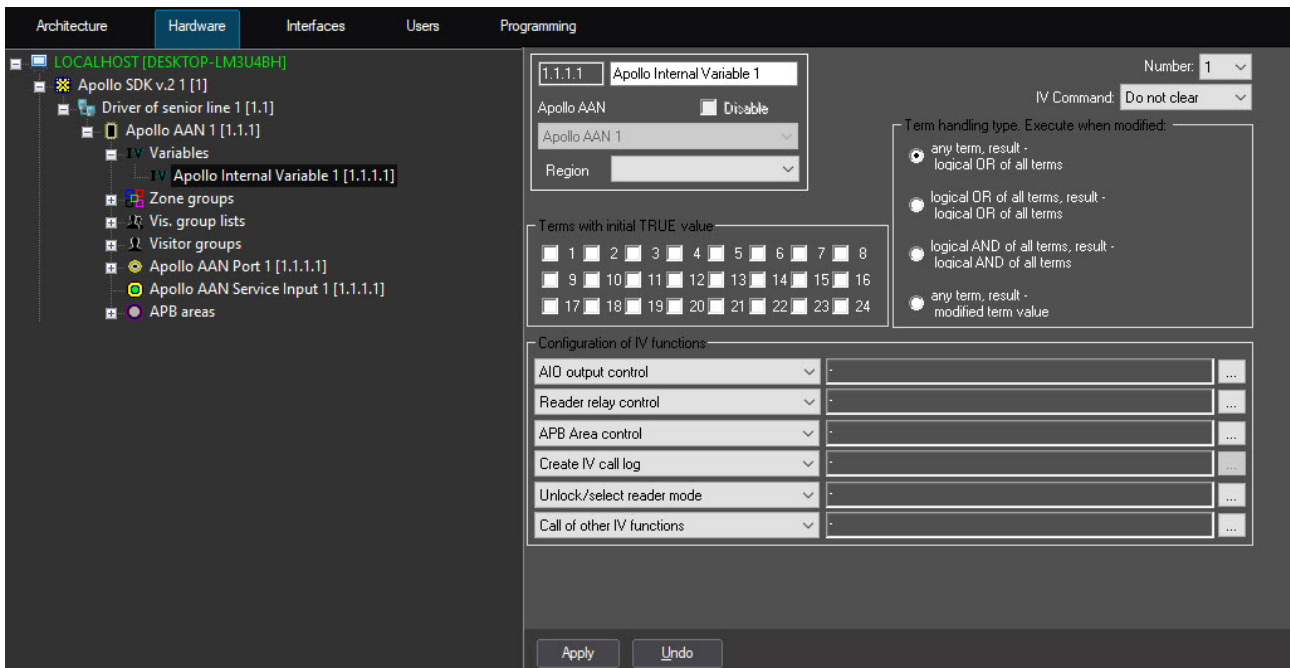 Architecture Hardware Interfaces Users Programming
LOCALHOST [DESKTOP-LM3U4BH]
Apollo SDK v.2 1 [1]
Driver of senior line 1 [1.1]
Apollo AAN 1 [1.1.1]
IV Variables
IV Apollo Internal Variable 1 [1.1.1.1]
Zone groups
Vis. group lists
Visitor groups
Apollo AAN Port 1 [1.1.1.1]
Apollo AAN Service Input 1 [1.1.1.1]
APB areas
1.1.1.1 Apollo Internal Variable 1
Apollo AAN Disable
Apollo AAN 1
Region
Number: 1
IV Command: Do not clear
Term handling type. Execute when modified:
any term, result -
logical OR of all terms
logical OR of all terms, result -
logical OR of all terms
logical AND of all terms, result -
logical AND of all terms
any term, result -
modified term value
Terms with initial TRUE value
1 2 3 4 5 6 7 8
9 10 11 12 13 14 15 16
17 18 19 20 21 22 23 24
Configuration of IV functions
AIO output control - ...
Reader relay control - ...
APB Area control - ...
Create IV call log - ...
Unlock/select reader mode - ...
Call of other IV functions - ...
Apply Undo